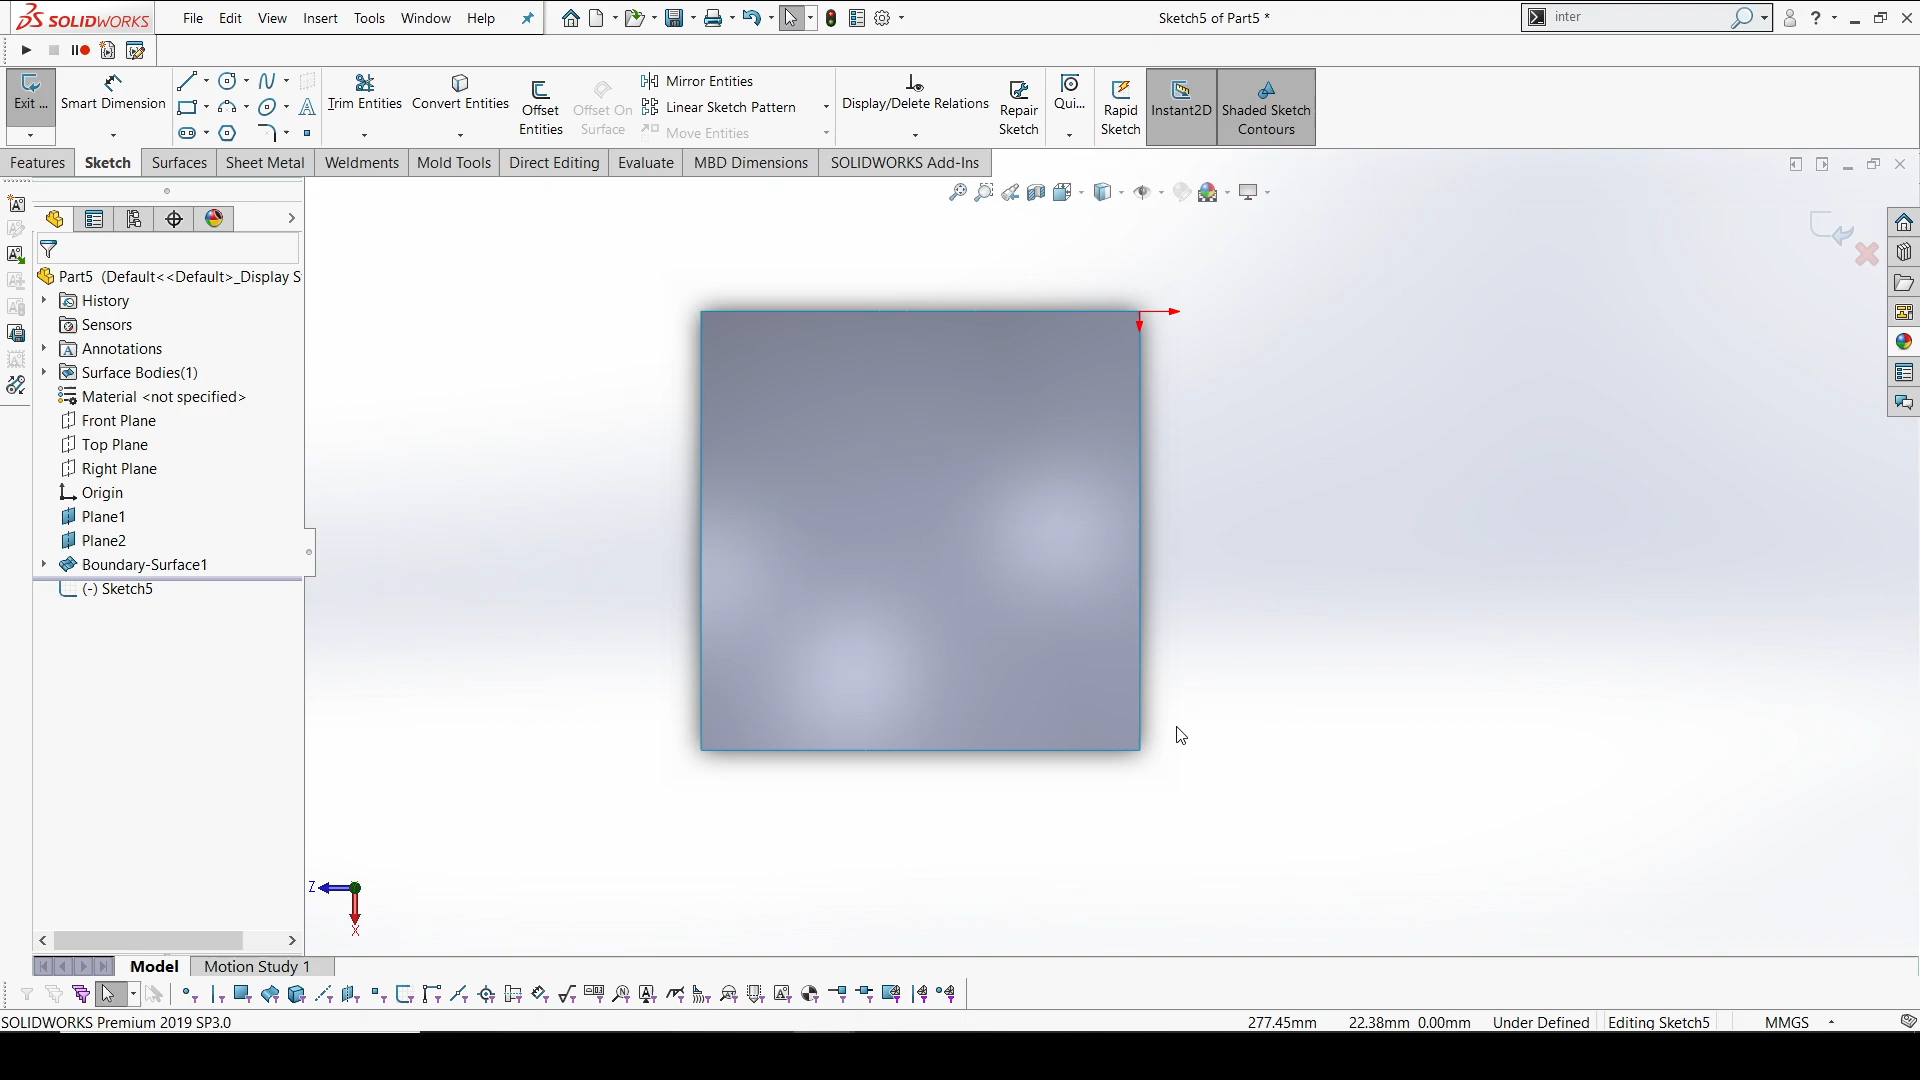 SOLIDWORKS File Edit View Insert Tools Window Help Sketch5 of Part5 * inter ?
Exit ... Smart Dimension Trim Entities Convert Entities Offset Entities Offset On Surface Mirror Entities Linear Sketch Pattern Move Entities Display/Delete Relations Repair Sketch Qui... Rapid Sketch Instant2D Shaded Sketch Contours
Features Sketch Surfaces Sheet Metal Weldments Mold Tools Direct Editing Evaluate MBD Dimensions SOLIDWORKS Add-Ins
Part5 (Default<<Default>_Display S
History
Sensors
Annotations
Surface Bodies(1)
Material <not specified>
Front Plane
Top Plane
Right Plane
Origin
Plane1
Plane2
Boundary-Surface1
(-) Sketch5
Z
X
Model Motion Study 1
SOLIDWORKS Premium 2019 SP3.0 277.45mm 22.38mm 0.00mm Under Defined Editing Sketch5 MMGS